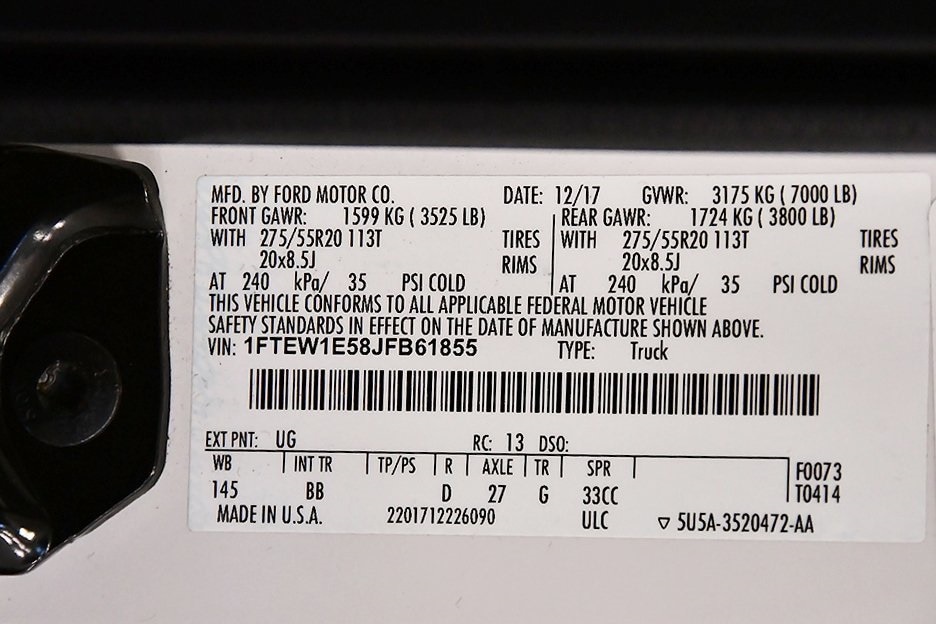 MFD. BY FORD MOTOR CO. DATE: 12/17 GVWR: 3175 KG ( 7000 LB)
FRONT GAWR: 1599 KG ( 3525 LB) REAR GAWR: 1724 KG ( 3800 LB)
WITH 275/55R20 113T TIRES WITH 275/55R20 113T TIRES
20x8.5J RIMS 20x8.5J RIMS
AT 240 kPa/ 35 PSI COLD AT 240 kPa/ 35 PSI COLD
THIS VEHICLE CONFORMS TO ALL APPLICABLE FEDERAL MOTOR VEHICLE
SAFETY STANDARDS IN EFFECT ON THE DATE OF MANUFACTURE SHOWN ABOVE.
VIN: 1FTEW1E58JFB61855 TYPE: Truck
EXT PNT: UG RC: 13 DSO:
WB INT TR TP/PS R AXLE TR SPR F0073
145 BB D 27 G 33CC T0414
MADE IN U.S.A. 2201712226090 ULC ▽ 5U5A-3520472-AA